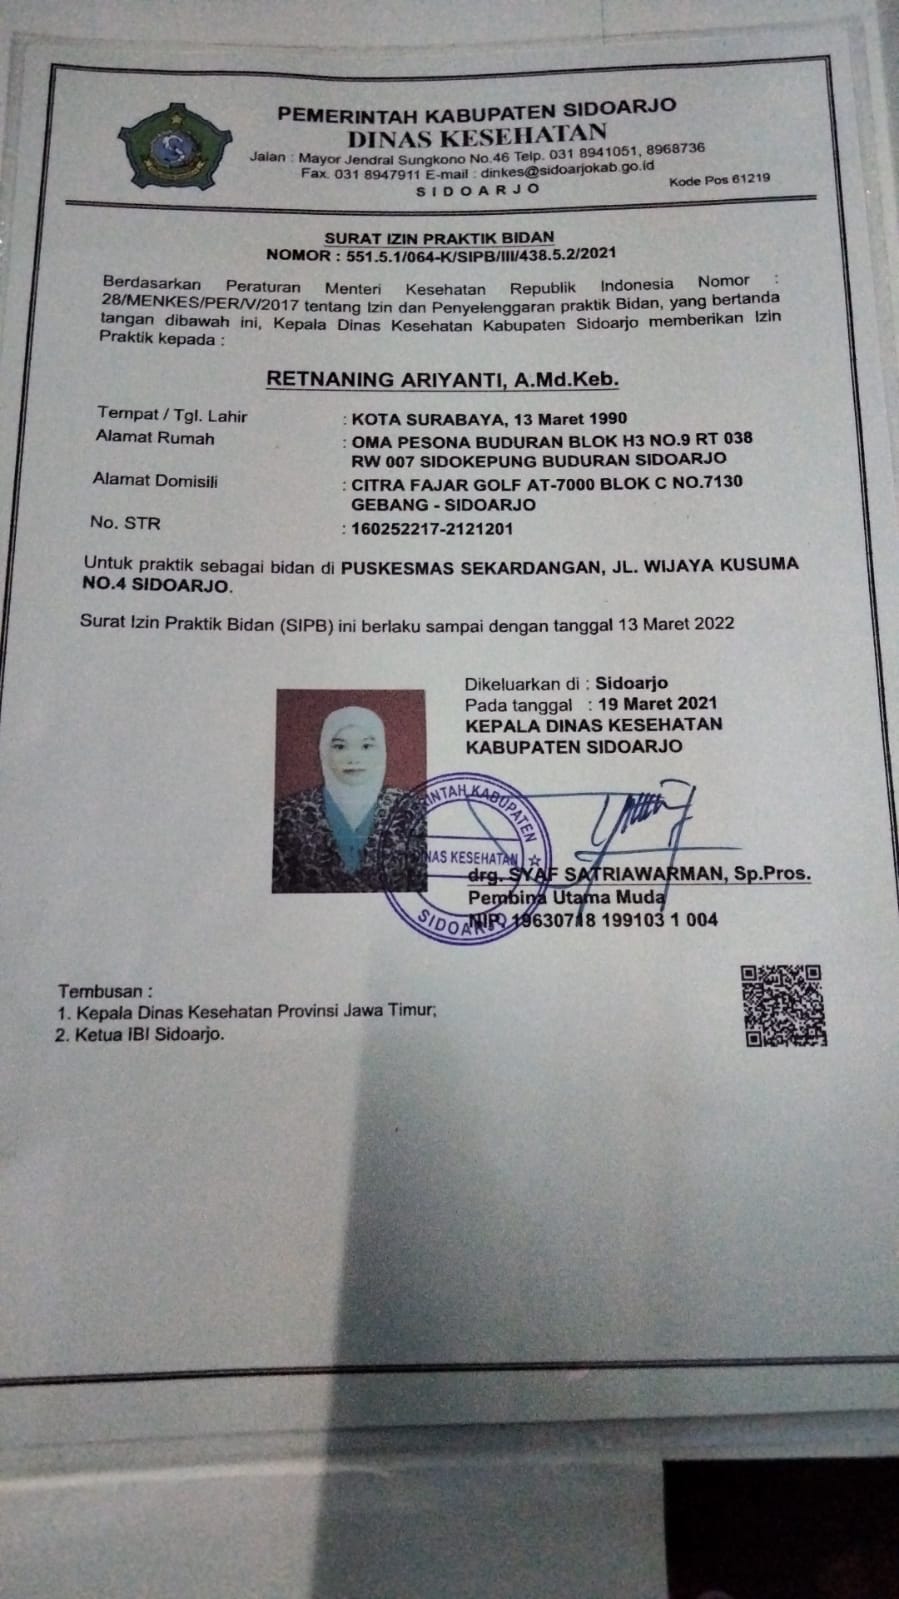 PEMERINTAH KABUPATEN SIDOARJO
DINAS KESEHATAN
Jalan : Mayor Jendral Sungkono No.46 Telp. 031 8941051, 8968736
Fax. 031 8947911 E-mail : dinkes@sidoarjokab.go.id
SIDOARJO
Kode Pos 61219
SURAT IZIN PRAKTIK BIDAN
NOMOR : 551.5.1/064-K/SIPB/III/438.5.2/2021
Berdasarkan Peraturan Menteri Kesehatan Republik Indonesia Nomor :
28/MENKES/PER/V/2017 tentang Izin dan Penyelenggaran praktik Bidan, yang bertanda
tangan dibawah ini, Kepala Dinas Kesehatan Kabupaten Sidoarjo memberikan Izin
Praktik kepada :
RETNANING ARIYANTI, A.Md.Keb.
Tempat / Tgl. Lahir : KOTA SURABAYA, 13 Maret 1990
Alamat Rumah : OMA PESONA BUDURAN BLOK H3 NO.9 RT 038
RW 007 SIDOKEPUNG BUDURAN SIDOARJO
Alamat Domisili : CITRA FAJAR GOLF AT-7000 BLOK C NO.7130
GEBANG - SIDOARJO
No. STR : 160252217-2121201
Untuk praktik sebagai bidan di PUSKESMAS SEKARDANGAN, JL. WIJAYA KUSUMA
NO.4 SIDOARJO.
Surat Izin Praktik Bidan (SIPB) ini berlaku sampai dengan tanggal 13 Maret 2022
Dikeluarkan di : Sidoarjo
Pada tanggal : 19 Maret 2021
KEPALA DINAS KESEHATAN
KABUPATEN SIDOARJO
KABUPATEN
KESEHATAN
SIDOARJO
drg. SYAF SATRIAWARMAN, Sp.Pros.
Pembina Utama Muda
NIP. 19630718 199103 1 004
Tembusan :
1. Kepala Dinas Kesehatan Provinsi Jawa Timur;
2. Ketua IBI Sidoarjo.